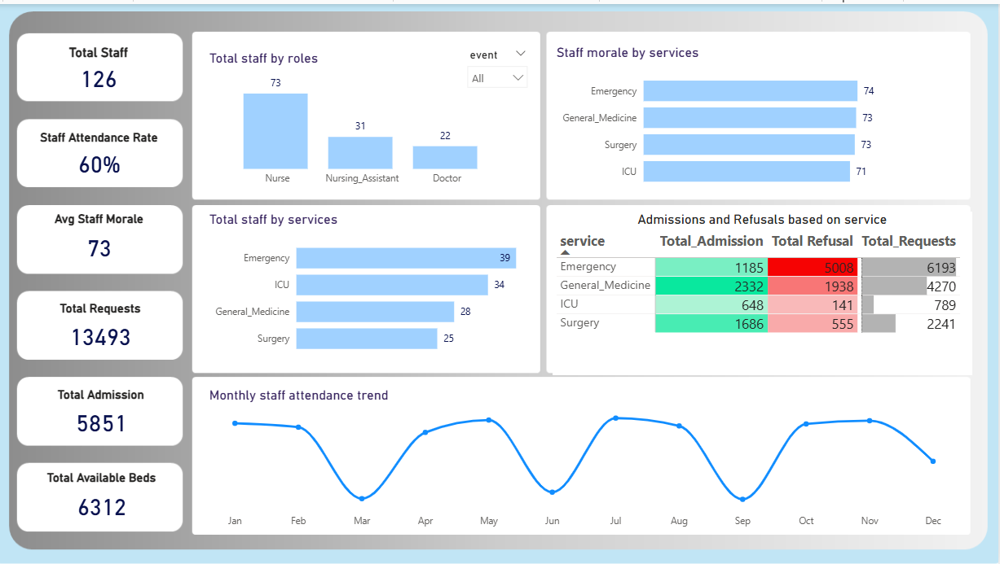 Total Staff
126
Staff Attendance Rate
60%
Avg Staff Morale
73
Total Requests
13493
Total Admission
5851
Total Available Beds
6312
Total staff by roles
event
All
73
31
22
Nurse Nursing_Assistant Doctor
Staff morale by services
Emergency 74
General_Medicine 73
Surgery 73
ICU 71
Total staff by services
Emergency 39
ICU 34
General_Medicine 28
Surgery 25
Admissions and Refusals based on service
service Total_Admission Total Refusal Total_Requests
Emergency 1185 5008 6193
General_Medicine 2332 1938 4270
ICU 648 141 789
Surgery 1686 555 2241
Monthly staff attendance trend
Jan Feb Mar Apr May Jun Jul Aug Sep Oct Nov Dec